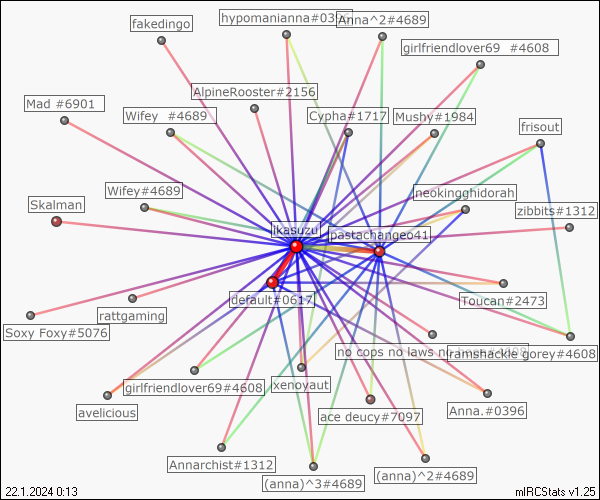 fakedingo
Anna^2#4689
girlfriendlover69 #4608
AlpineRooster#2156
Mad #6901
Wifey #4689
Cypha#1717
Mushy#1984
frisout
Wifey#4689
neokingghidorah
Skalman
zibbits#1312
ikasuzu
pastachangeo41
default#0617
Toucan#2473
rattgaming
Soxy Foxy#5076
no cops no laws no
ramshackle gorey#4608
girlfriendlover69#4608
xenoyaut
avelicious
ace deucy#7097
Anna.#0396
Annarchist#1312
(anna)^3#4689
(anna)^2#4689
22.1.2024 0:13
mIRCStats v1.25